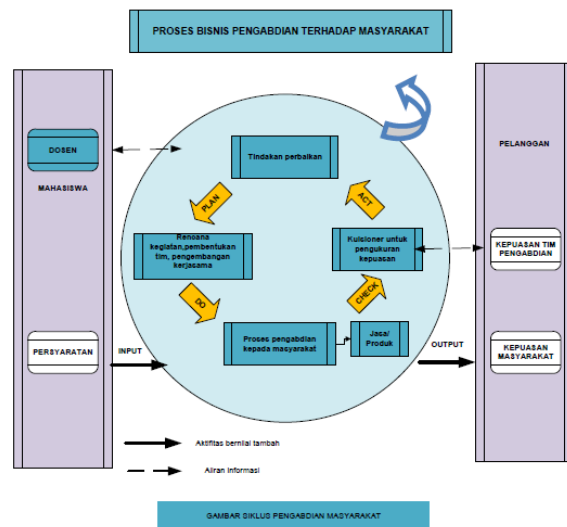 PROSES BISNIS PENGABDIAN TERHADAP MASYARAKAT
DOSEN
MAHASISWA
PERSYARATAN
INPUT
Tindakan perbaikan
PLAN
Rencana
kegiatan,pembentukan
tim, pengembangan
kerjasama
DO
Proses pengabdian
kepada masyarakat
Jasa/
Produk
CHECK
Kuisioner untuk
pengukuran
kepuasan
ACT
OUTPUT
PELANGGAN
KEPUASAN TIM
PENGABDIAN
KEPUASAN
MASYARAKAT
Aktifitas bernilai tambah
Aliran informasi
GAMBAR SIKLUS PENGABDIAN MASYARAKAT